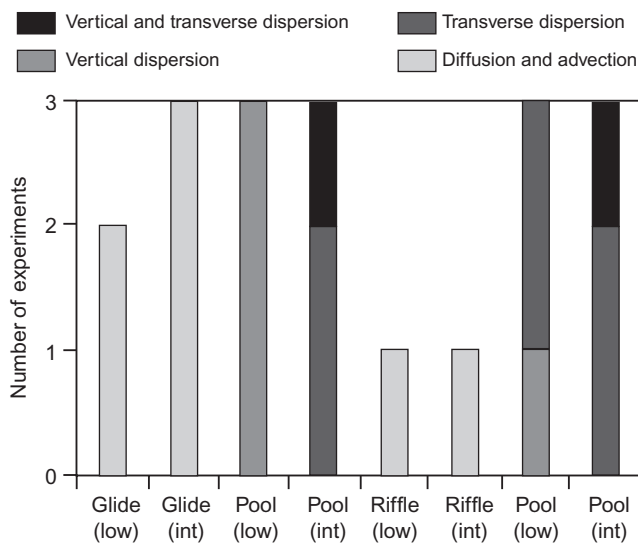 Vertical and transverse dispersion
Transverse dispersion
Vertical dispersion
Diffusion and advection
Number of experiments
3
2
1
0
Glide (low)
Glide (int)
Pool (low)
Pool (int)
Riffle (low)
Riffle (int)
Pool (low)
Pool (int)